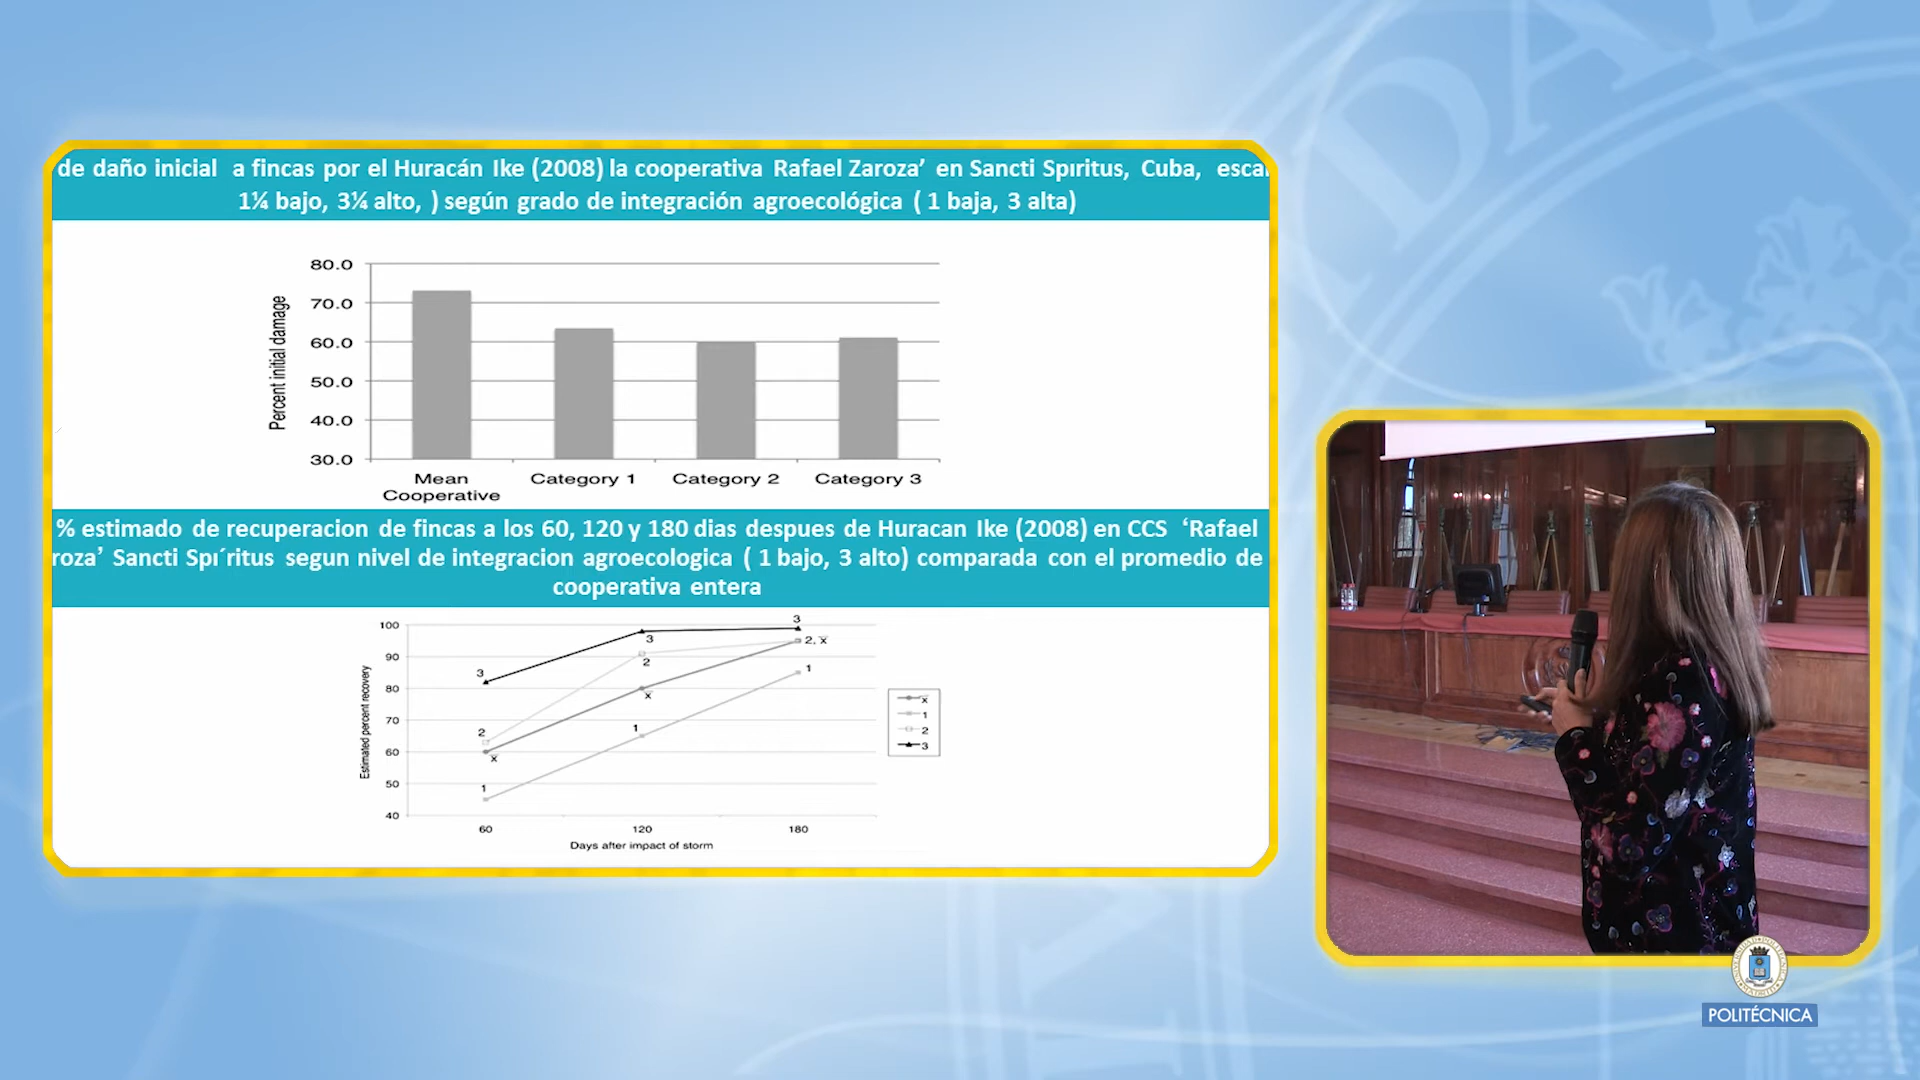 de daño inicial a fincas por el Huracán Ike (2008) la cooperativa Rafael Zaroza’ en Sancti Spıritus, Cuba, escal
1¼ bajo, 3¼ alto, ) según grado de integración agroecológica ( 1 baja, 3 alta)
80.0
70.0
60.0
50.0
40.0
30.0
Percent initial damage
Mean Cooperative
Category 1
Category 2
Category 3
% estimado de recuperacion de fincas a los 60, 120 y 180 dias despues de Huracan Ike (2008) en CCS ‘Rafael
roza’ Sancti Spı´ritus segun nivel de integracion agroecologica ( 1 bajo, 3 alto) comparada con el promedio de
cooperativa entera
100
90
80
70
60
50
40
Estimated percent recovery
3
2
x̅
1
3
2
x̅
1
3
2, x̅
1
60
120
180
Days after impact of storm
x̅
1
2
3
POLITÉCNICA